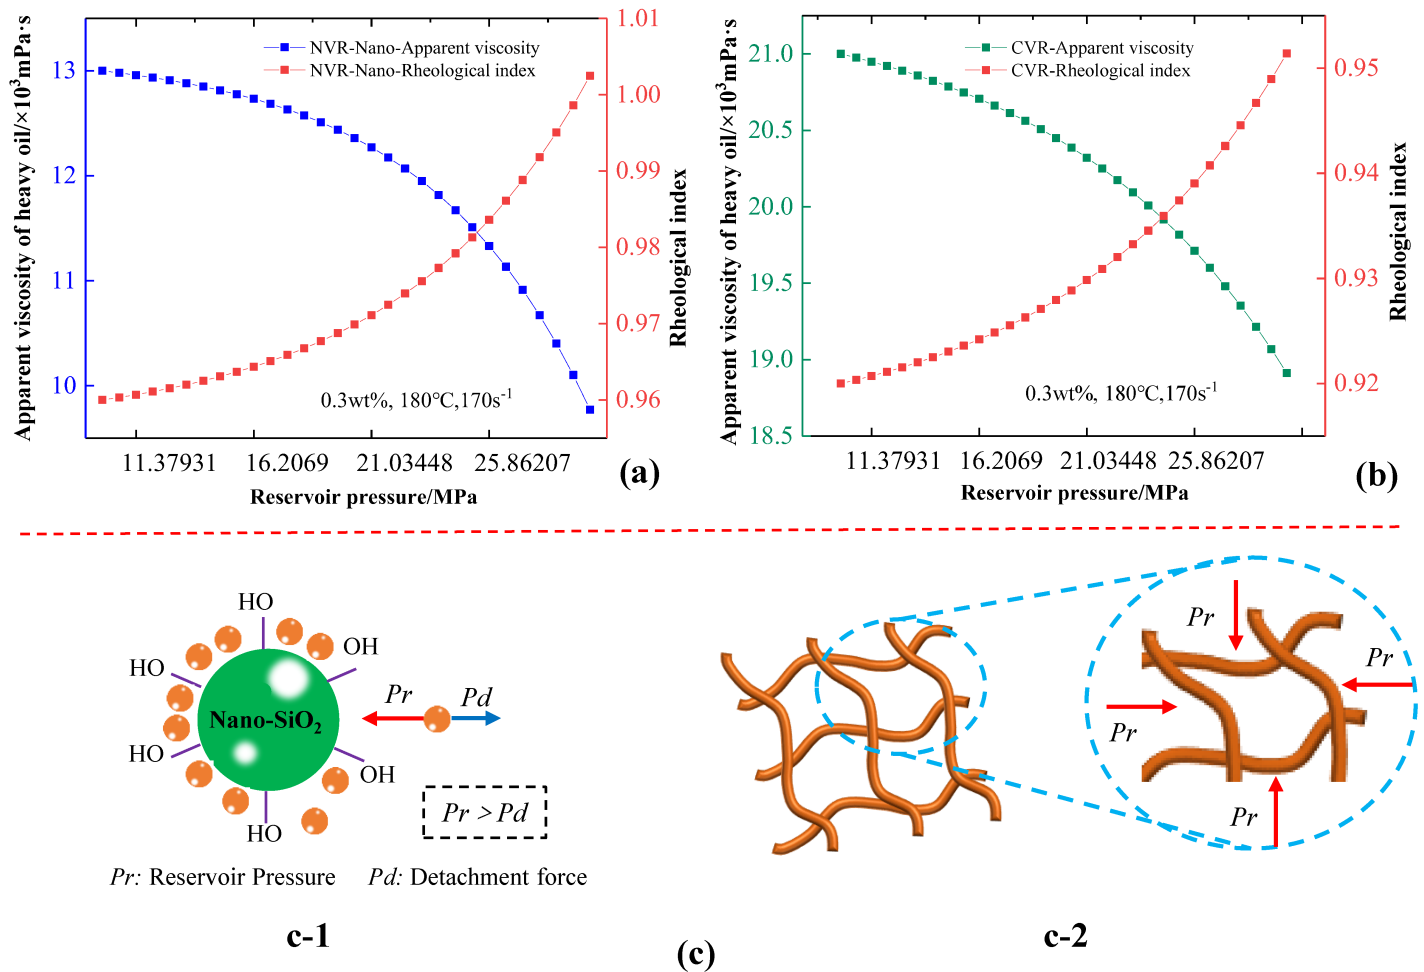 Apparent viscosity of heavy oil/×10³mPa·s
13
12
11
10
NVR-Nano-Apparent viscosity
NVR-Nano-Rheological index
1.01
1.00
0.99
0.98
0.97
0.96
Rheological index
0.3wt%, 180℃,170s⁻¹
11.37931 16.2069 21.03448 25.86207
Reservoir pressure/MPa
(a)
Apparent viscosity of heavy oil/×10³mPa·s
21.0
20.5
20.0
19.5
19.0
18.5
CVR-Apparent viscosity
CVR-Rheological index
0.95
0.94
0.93
0.92
Rheological index
0.3wt%, 180℃,170s⁻¹
11.37931 16.2069 21.03448 25.86207
Reservoir pressure/MPa
(b)
HO
OH
HO
Nano-SiO₂
Pr
Pd
HO
OH
HO
Pr > Pd
Pr: Reservoir Pressure
Pd: Detachment force
c-1
Pr
Pr
Pr
Pr
c-2
(c)